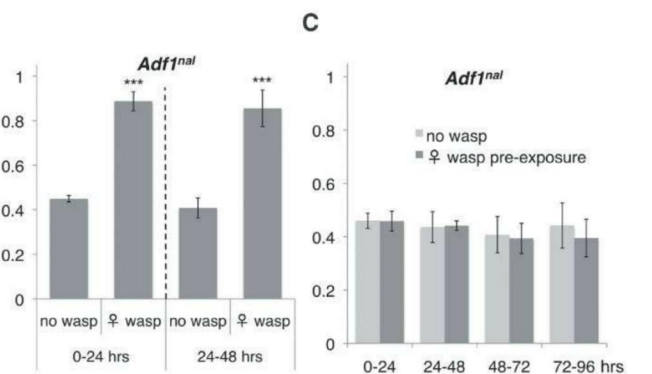 C
Adf1nal
***
***
1
0.8
0.6
0.4
0.2
0
no wasp ♀ wasp no wasp ♀ wasp
0-24 hrs 24-48 hrs
Adf1nal
no wasp
♀ wasp pre-exposure
1
0.8
0.6
0.4
0.2
0
0-24 24-48 48-72 72-96 hrs